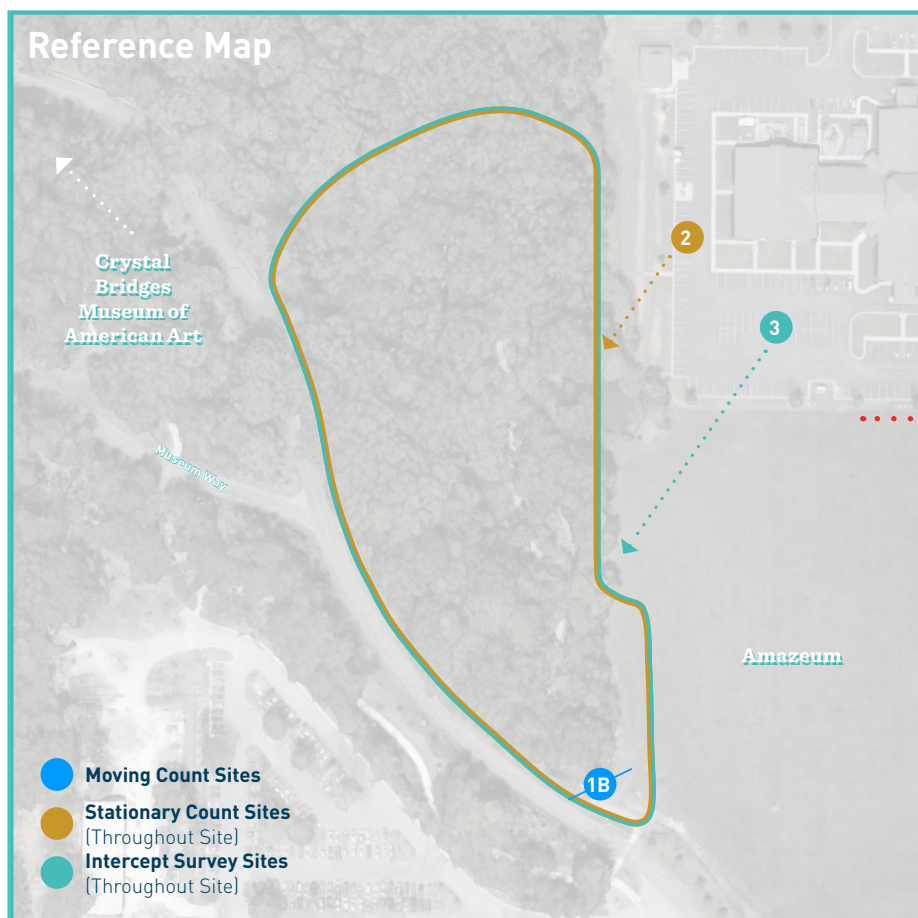 Reference Map
2
3
Crystal
Bridges
Museum of
American Art
Museum Way
Amazeum
1B
Moving Count Sites
Stationary Count Sites
(Throughout Site)
Intercept Survey Sites
(Throughout Site)